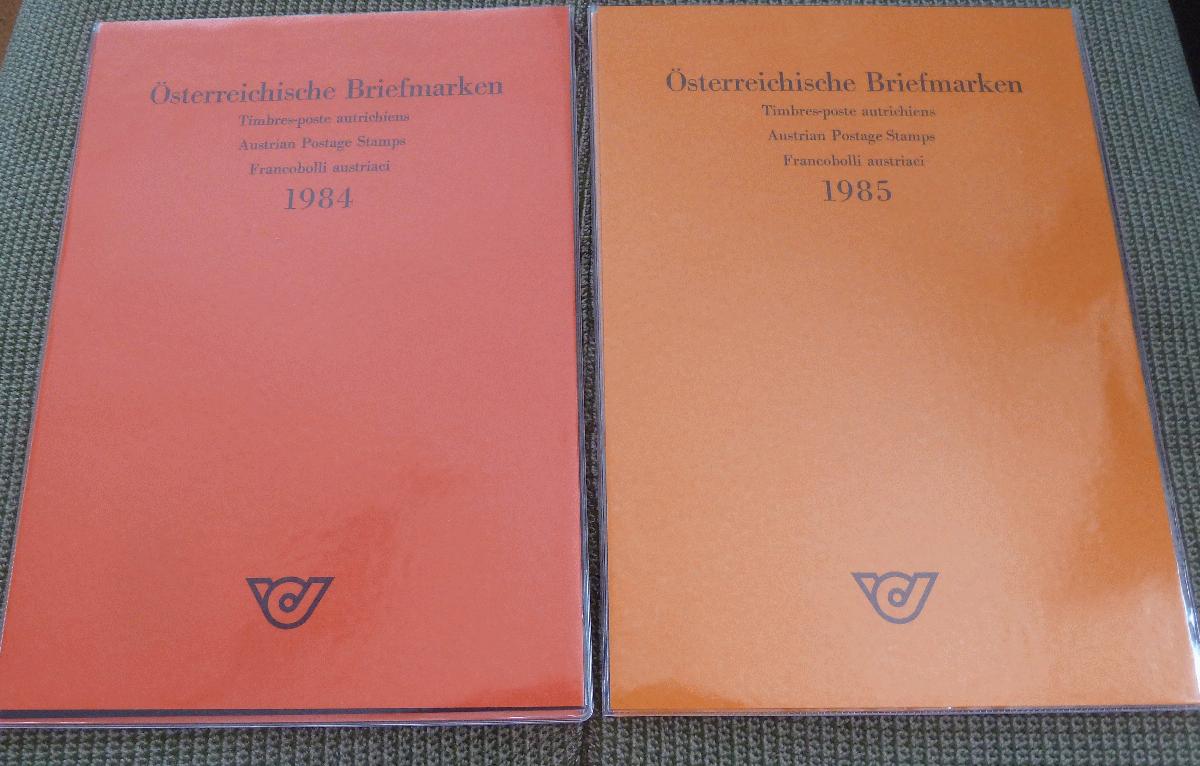 Österreichische Briefmarken
Timbres-poste autrichiens
Austrian Postage Stamps
Francobolli austriaci
1984
Österreichische Briefmarken
Timbres-poste autrichiens
Austrian Postage Stamps
Francobolli austriaci
1985